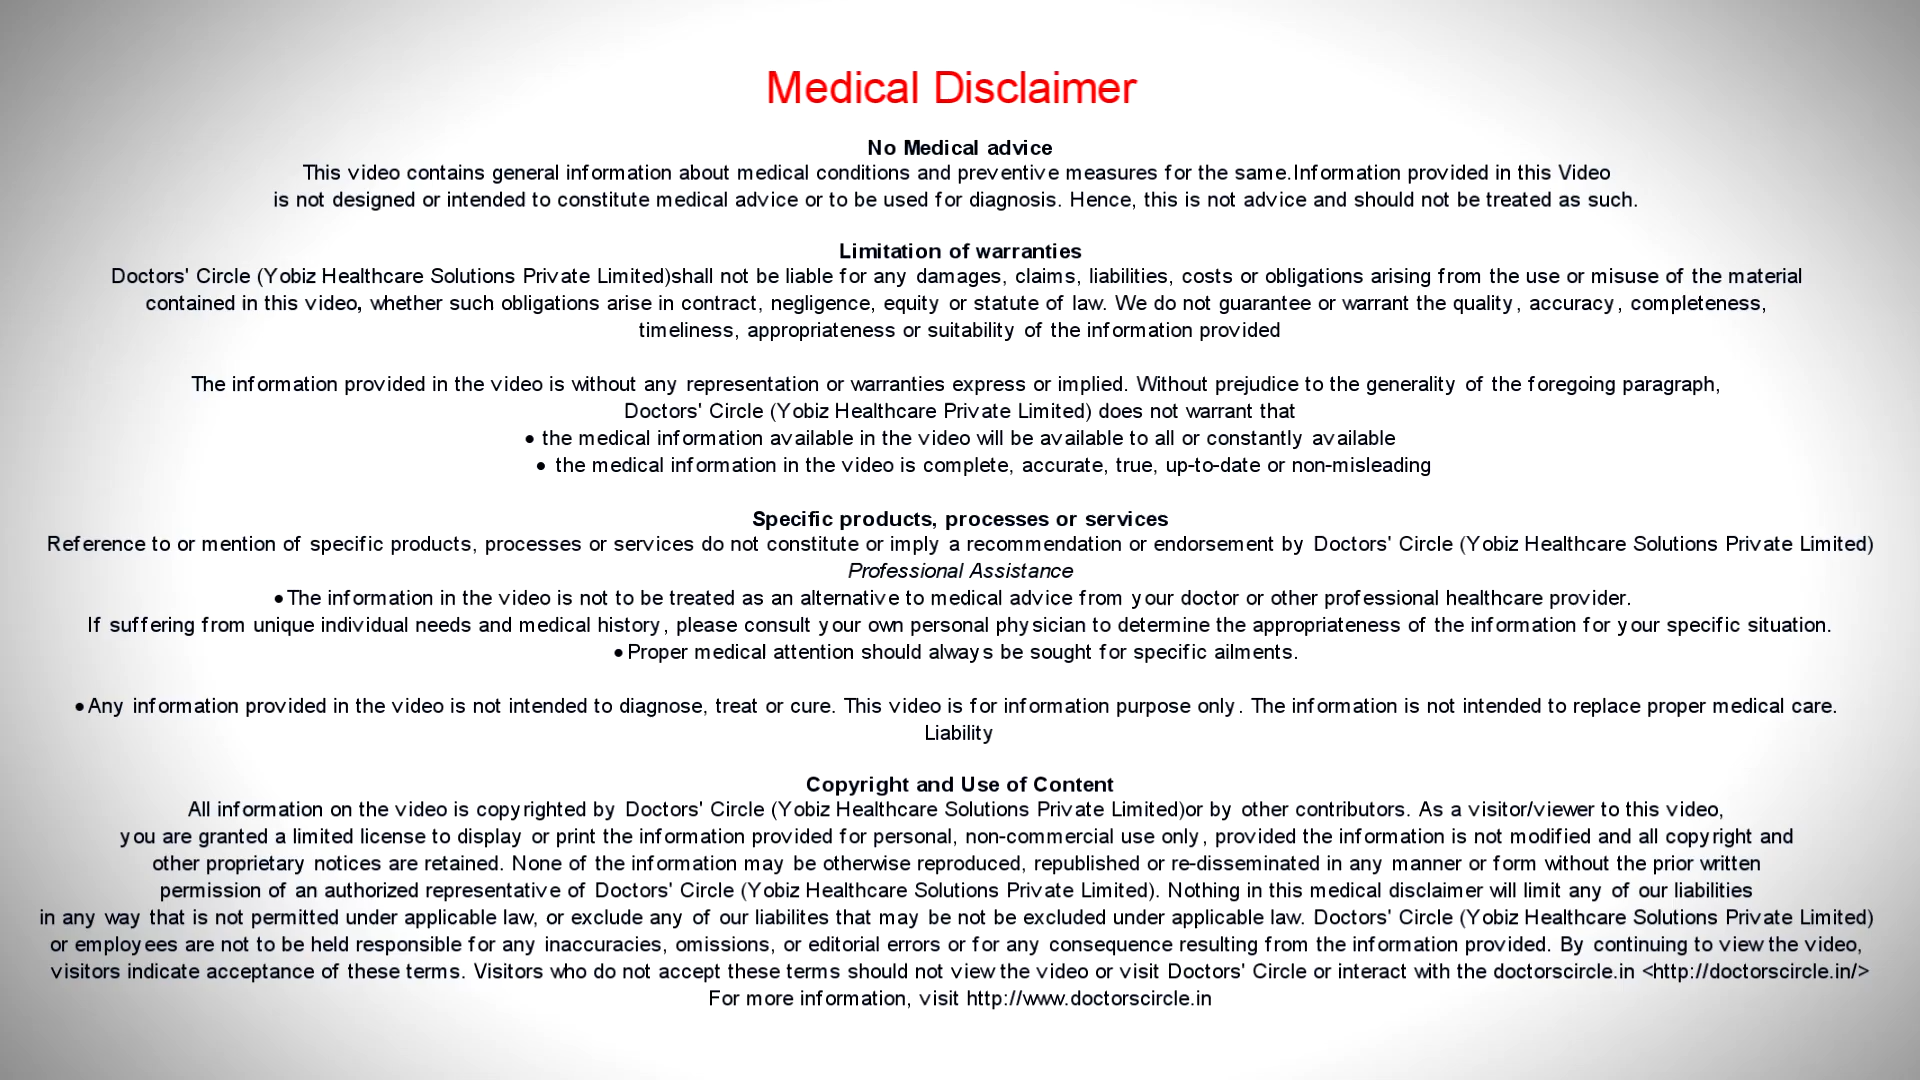 Medical Disclaimer
No Medical advice
This video contains general information about medical conditions and preventive measures for the same.Information provided in this Video
is not designed or intended to constitute medical advice or to be used for diagnosis. Hence, this is not advice and should not be treated as such.
Limitation of warranties
Doctors' Circle (Yobiz Healthcare Solutions Private Limited)shall not be liable for any damages, claims, liabilities, costs or obligations arising from the use or misuse of the material
contained in this video, whether such obligations arise in contract, negligence, equity or statute of law. We do not guarantee or warrant the quality, accuracy, completeness,
timeliness, appropriateness or suitability of the information provided
The information provided in the video is without any representation or warranties express or implied. Without prejudice to the generality of the foregoing paragraph,
Doctors' Circle (Yobiz Healthcare Private Limited) does not warrant that
• the medical information available in the video will be available to all or constantly available
• the medical information in the video is complete, accurate, true, up-to-date or non-misleading
Specific products, processes or services
Reference to or mention of specific products, processes or services do not constitute or imply a recommendation or endorsement by Doctors' Circle (Yobiz Healthcare Solutions Private Limited)
Professional Assistance
•The information in the video is not to be treated as an alternative to medical advice from your doctor or other professional healthcare provider.
If suffering from unique individual needs and medical history, please consult your own personal physician to determine the appropriateness of the information for your specific situation.
•Proper medical attention should always be sought for specific ailments.
•Any information provided in the video is not intended to diagnose, treat or cure. This video is for information purpose only. The information is not intended to replace proper medical care.
Liability
Copyright and Use of Content
All information on the video is copyrighted by Doctors' Circle (Yobiz Healthcare Solutions Private Limited)or by other contributors. As a visitor/viewer to this video,
you are granted a limited license to display or print the information provided for personal, non-commercial use only, provided the information is not modified and all copyright and
other proprietary notices are retained. None of the information may be otherwise reproduced, republished or re-disseminated in any manner or form without the prior written
permission of an authorized representative of Doctors' Circle (Yobiz Healthcare Solutions Private Limited). Nothing in this medical disclaimer will limit any of our liabilities
in any way that is not permitted under applicable law, or exclude any of our liabilites that may be not be excluded under applicable law. Doctors' Circle (Yobiz Healthcare Solutions Private Limited)
or employees are not to be held responsible for any inaccuracies, omissions, or editorial errors or for any consequence resulting from the information provided. By continuing to view the video,
visitors indicate acceptance of these terms. Visitors who do not accept these terms should not view the video or visit Doctors' Circle or interact with the doctorscircle.in <http://doctorscircle.in/>
For more information, visit http://www.doctorscircle.in